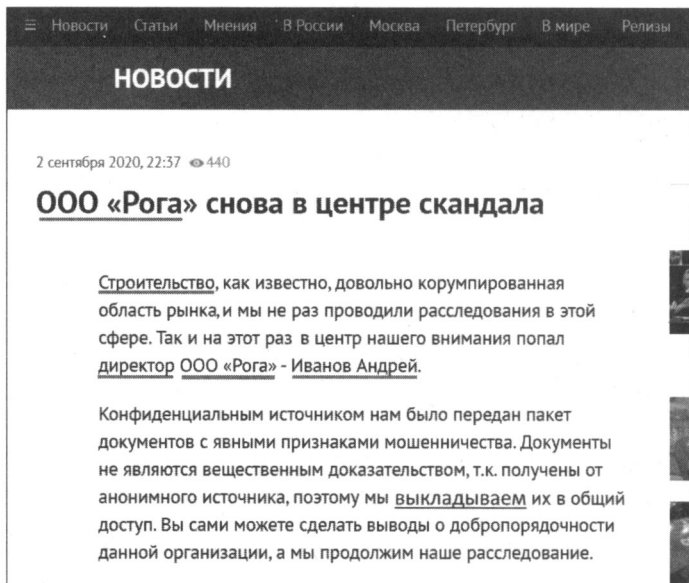 ☰ Новости Статьи Мнения В России Москва Петербург В мире Релизы
НОВОСТИ
2 сентября 2020, 22:37 440
ООО «Рога» снова в центре скандала
Строительство, как известно, довольно корумпированная
область рынка, и мы не раз проводили расследования в этой
сфере. Так и на этот раз в центр нашего внимания попал
директор ООО «Рога» - Иванов Андрей.
Конфиденциальным источником нам было передан пакет
документов с явными признаками мошенничества. Документы
не являются вещественным доказательством, т.к. получены от
анонимного источника, поэтому мы выкладываем их в общий
доступ. Вы сами можете сделать выводы о добропорядочности
данной организации, а мы продолжим наше расследование.